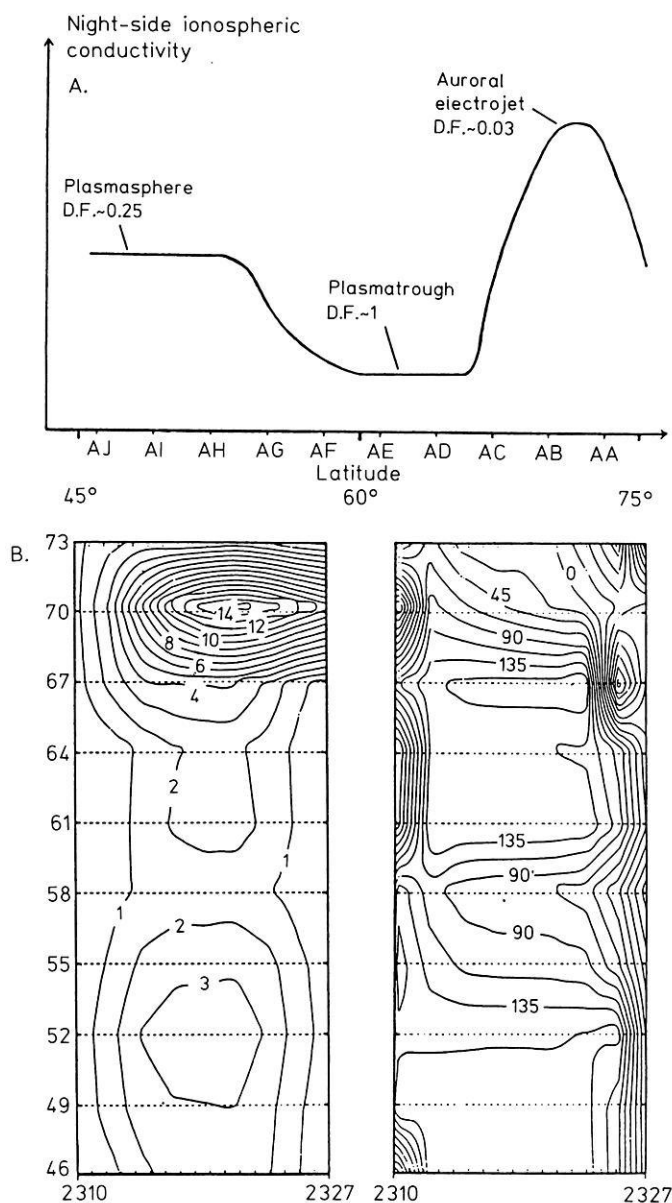 Night-side ionospheric
conductivity
A.
Auroral
electrojet
D.F.~0.03
Plasmasphere
D.F.~0.25
Plasmatrough
D.F.~1
AJ AI AH AG AF AE AD AC AB AA
Latitude
45° 60° 75°
B.
73
70
67
64
61
58
55
52
49
46
14
12
10
8
6
4
2
1
1
2
3
2310 2327
0
45
90
135
135
90
90
135
2310 2327